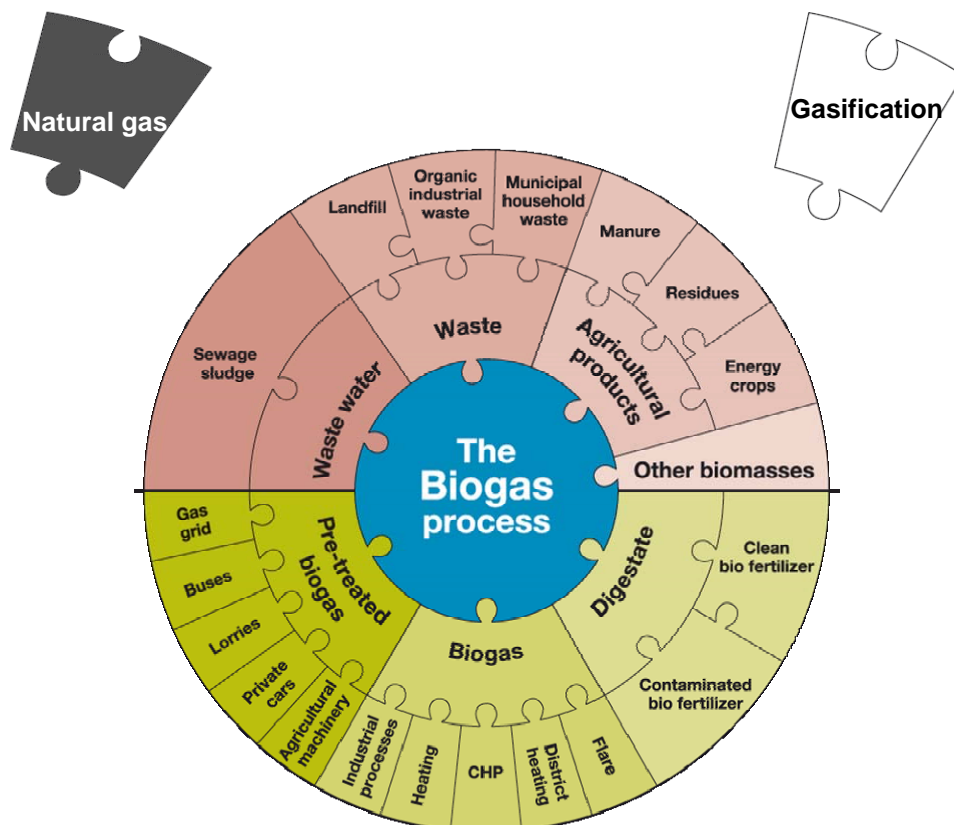 Natural gas
Gasification
Landfill
Organic
industrial
waste
Municipal
household
waste
Manure
Residues
Energy
crops
Other biomasses
Sewage
sludge
Waste water
Waste
Agricultural
products
The
Biogas
process
Gas
grid
Buses
Lorries
Private
cars
Agricultural
machinery
Pre-treated
biogas
Biogas
Digestate
Industrial
processes
Heating
CHP
District
heating
Flare
Clean
bio fertilizer
Contaminated
bio fertilizer